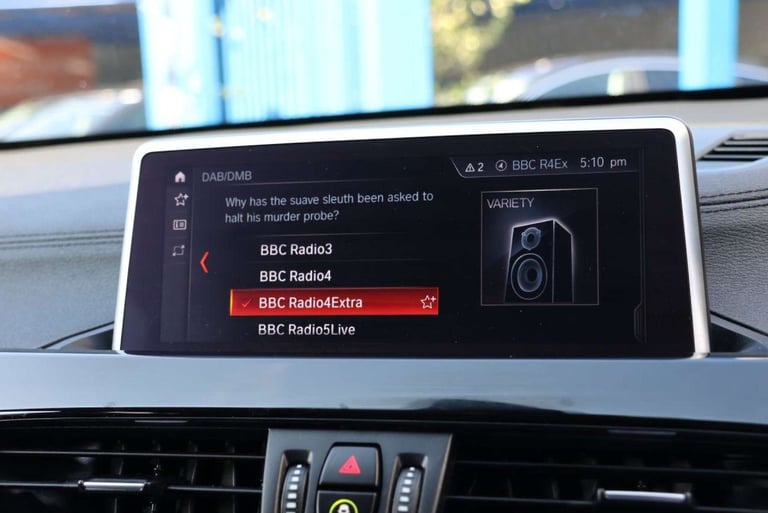 DAB/DMB
2 BBC R4Ex 5:10 pm
Why has the suave sleuth been asked to
halt his murder probe?
VARIETY
BBC Radio3
BBC Radio4
BBC Radio4Extra
BBC Radio5Live